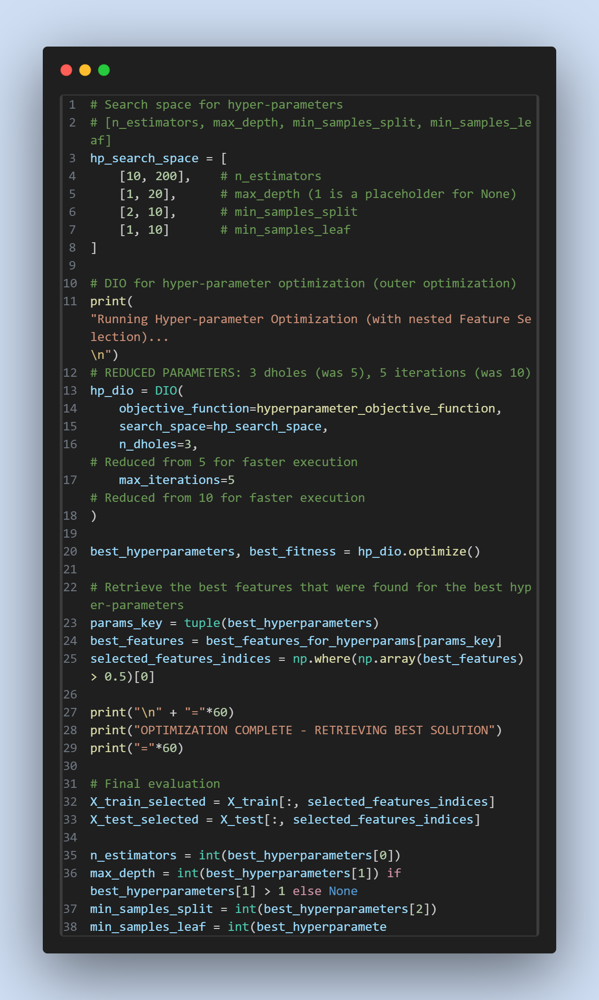 1 # Search space for hyper-parameters
2 # [n_estimators, max_depth, min_samples_split, min_samples_le
af]
3 hp_search_space = [
4     [10, 200],    # n_estimators
5     [1, 20],      # max_depth (1 is a placeholder for None)
6     [2, 10],      # min_samples_split
7     [1, 10]       # min_samples_leaf
8 ]
9
10 # DIO for hyper-parameter optimization (outer optimization)
11 print(
"Running Hyper-parameter Optimization (with nested Feature Se
lection)...
\n")
12 # REDUCED PARAMETERS: 3 dholes (was 5), 5 iterations (was 10)
13 hp_dio = DIO(
14     objective_function=hyperparameter_objective_function,
15     search_space=hp_search_space,
16     n_dholes=3,
# Reduced from 5 for faster execution
17     max_iterations=5
# Reduced from 10 for faster execution
18 )
19
20 best_hyperparameters, best_fitness = hp_dio.optimize()
21
22 # Retrieve the best features that were found for the best hyp
er-parameters
23 params_key = tuple(best_hyperparameters)
24 best_features = best_features_for_hyperparams[params_key]
25 selected_features_indices = np.where(np.array(best_features)
> 0.5)[0]
26
27 print("\n" + "="*60)
28 print("OPTIMIZATION COMPLETE - RETRIEVING BEST SOLUTION")
29 print("="*60)
30
31 # Final evaluation
32 X_train_selected = X_train[:, selected_features_indices]
33 X_test_selected = X_test[:, selected_features_indices]
34
35 n_estimators = int(best_hyperparameters[0])
36 max_depth = int(best_hyperparameters[1]) if
best_hyperparameters[1] > 1 else None
37 min_samples_split = int(best_hyperparameters[2])
38 min_samples_leaf = int(best_hyperparamete